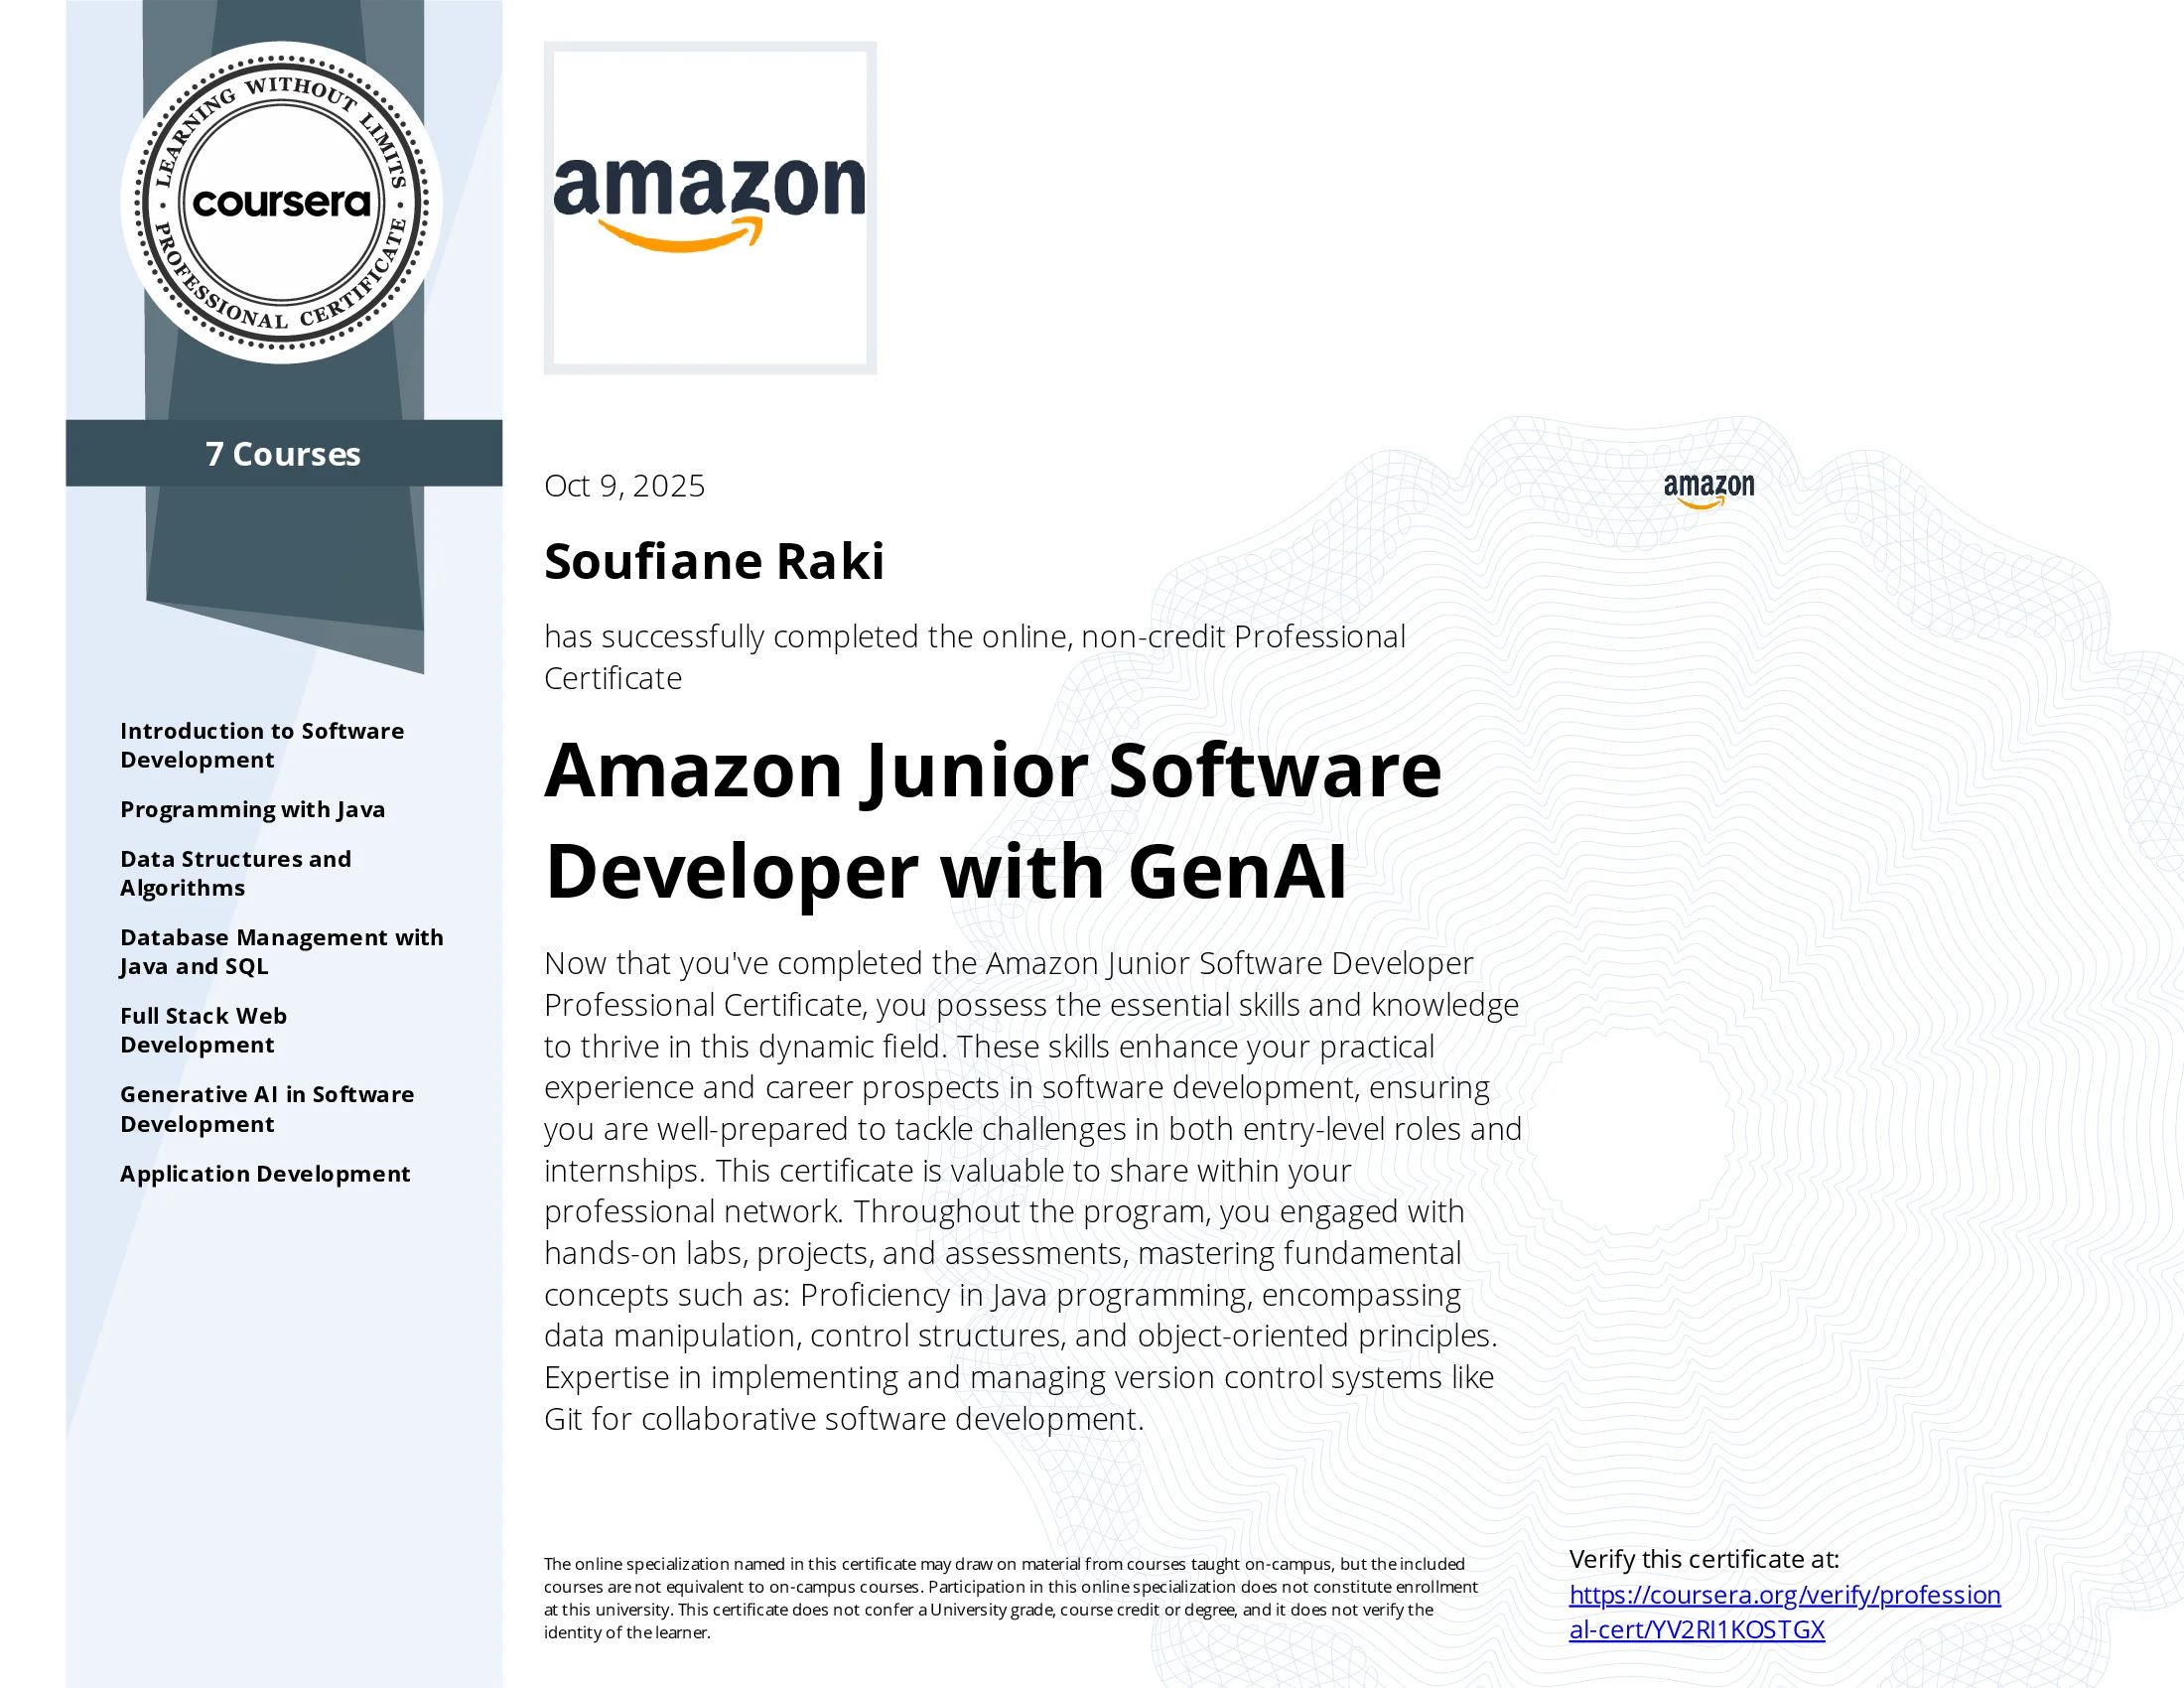 LEARNING WITHOUT LIMITS
coursera
PROFESSIONAL CERTIFICATE
7 Courses
Introduction to Software
Development
Programming with Java
Data Structures and
Algorithms
Database Management with
Java and SQL
Full Stack Web
Development
Generative AI in Software
Development
Application Development
amazon
Oct 9, 2025
amazon
Soufiane Raki
has successfully completed the online, non-credit Professional
Certificate
Amazon Junior Software
Developer with GenAI
Now that you've completed the Amazon Junior Software Developer
Professional Certificate, you possess the essential skills and knowledge
to thrive in this dynamic field. These skills enhance your practical
experience and career prospects in software development, ensuring
you are well-prepared to tackle challenges in both entry-level roles and
internships. This certificate is valuable to share within your
professional network. Throughout the program, you engaged with
hands-on labs, projects, and assessments, mastering fundamental
concepts such as: Proficiency in Java programming, encompassing
data manipulation, control structures, and object-oriented principles.
Expertise in implementing and managing version control systems like
Git for collaborative software development.
The online specialization named in this certificate may draw on material from courses taught on-campus, but the included
courses are not equivalent to on-campus courses. Participation in this online specialization does not constitute enrollment
at this university. This certificate does not confer a University grade, course credit or degree, and it does not verify the
identity of the learner.
Verify this certificate at:
https://coursera.org/verify/profession
al-cert/YV2RI1KOSTGX